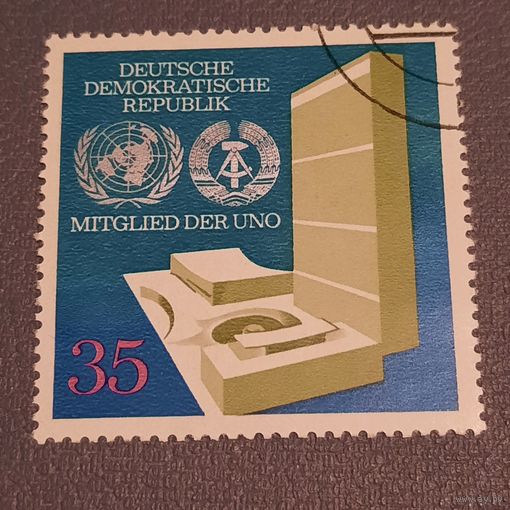 DEUTSCHE
DEMOKRATISCHE
REPUBLIK
MITGLIED DER UNO
35